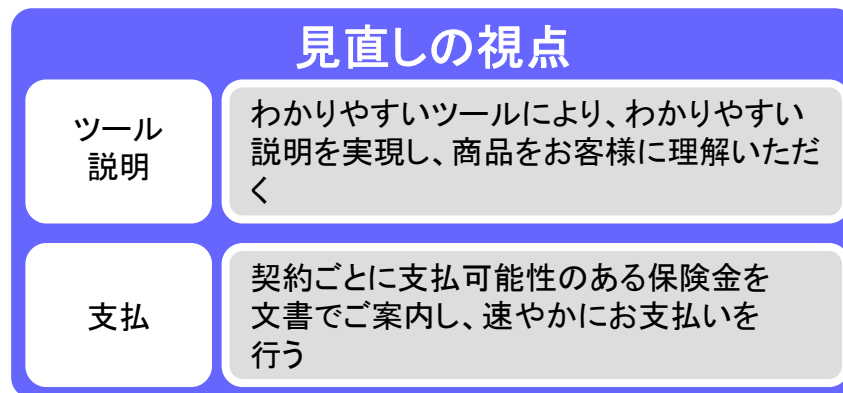 見直しの視点
ツール
説明
わかりやすいツールにより、わかりやすい
説明を実現し、商品をお客様に理解いただ
く
支払
契約ごとに支払可能性のある保険金を
文書でご案内し、速やかにお支払いを
行う